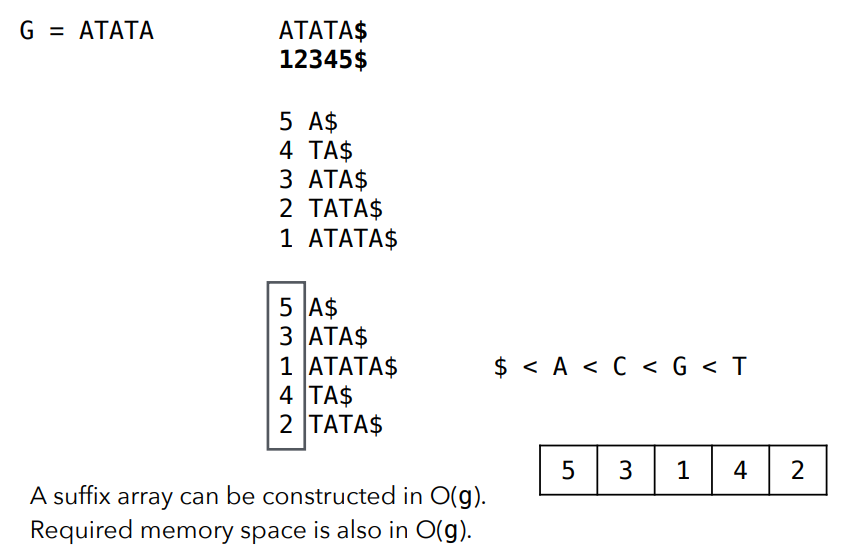 G = ATATA ATATA$
12345$
5 A$
4 TA$
3 ATA$
2 TATA$
1 ATATA$
5 A$
3 ATA$
1 ATATA$ $ < A < C < G < T
4 TA$
2 TATA$
5 3 1 4 2
A suffix array can be constructed in O(g).
Required memory space is also in O(g).